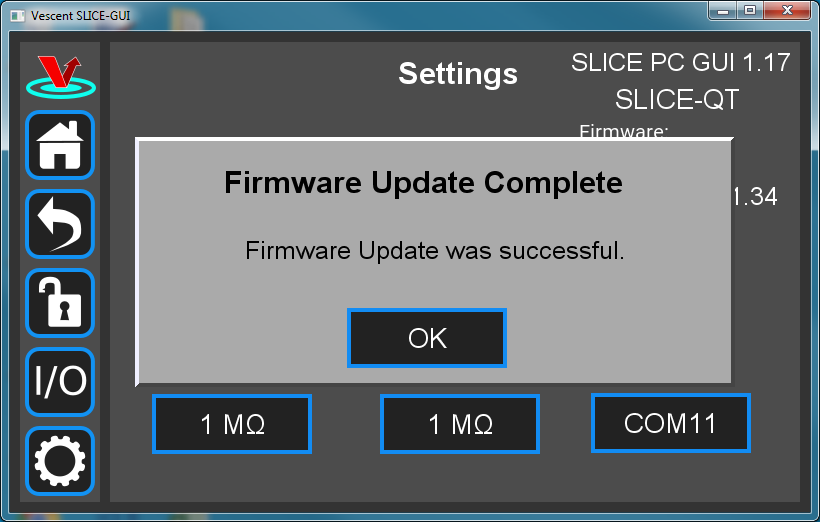 Vescent SLICE-GUI
Settings
SLICE PC GUI 1.17
SLICE-QT
Firmware:
1.34
Firmware Update Complete
Firmware Update was successful.
OK
I/O
1 MΩ
1 MΩ
COM11